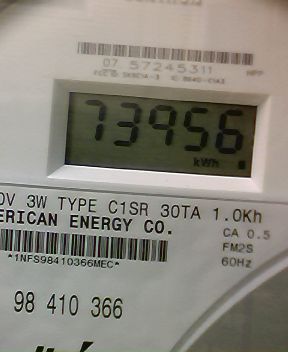 07 57245311
73956
kWh
0V 3W TYPE C1SR 30TA 1.0Kh
ERICAN ENERGY CO.
CA 0.5
FM2S
*1NFS98410366MEC*
60Hz
98 410 366